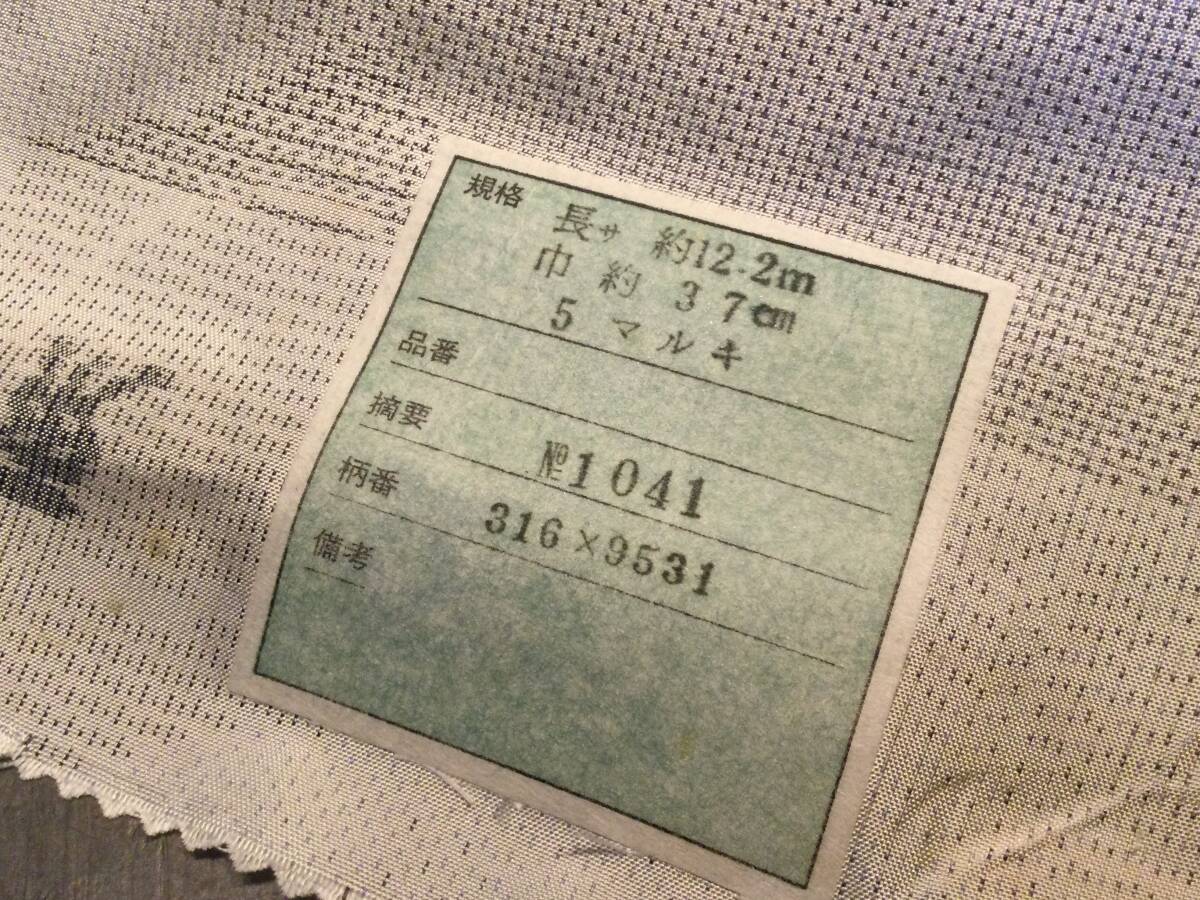 規格 長サ 約12.2m
巾 約 37cm
5 マルキ
品番
摘要 №1041
柄番 316×9531
備考